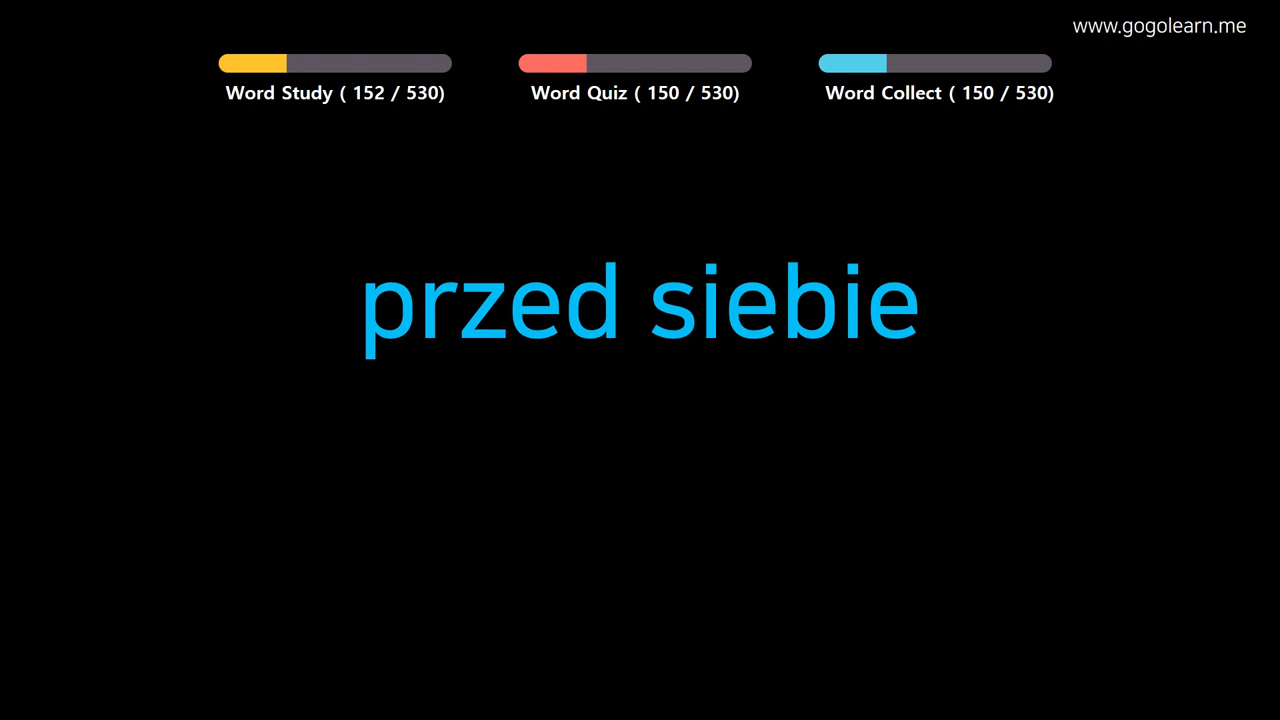 www.gogolearn.me
Word Study ( 152 / 530)
Word Quiz ( 150 / 530)
Word Collect ( 150 / 530)
przed siebie